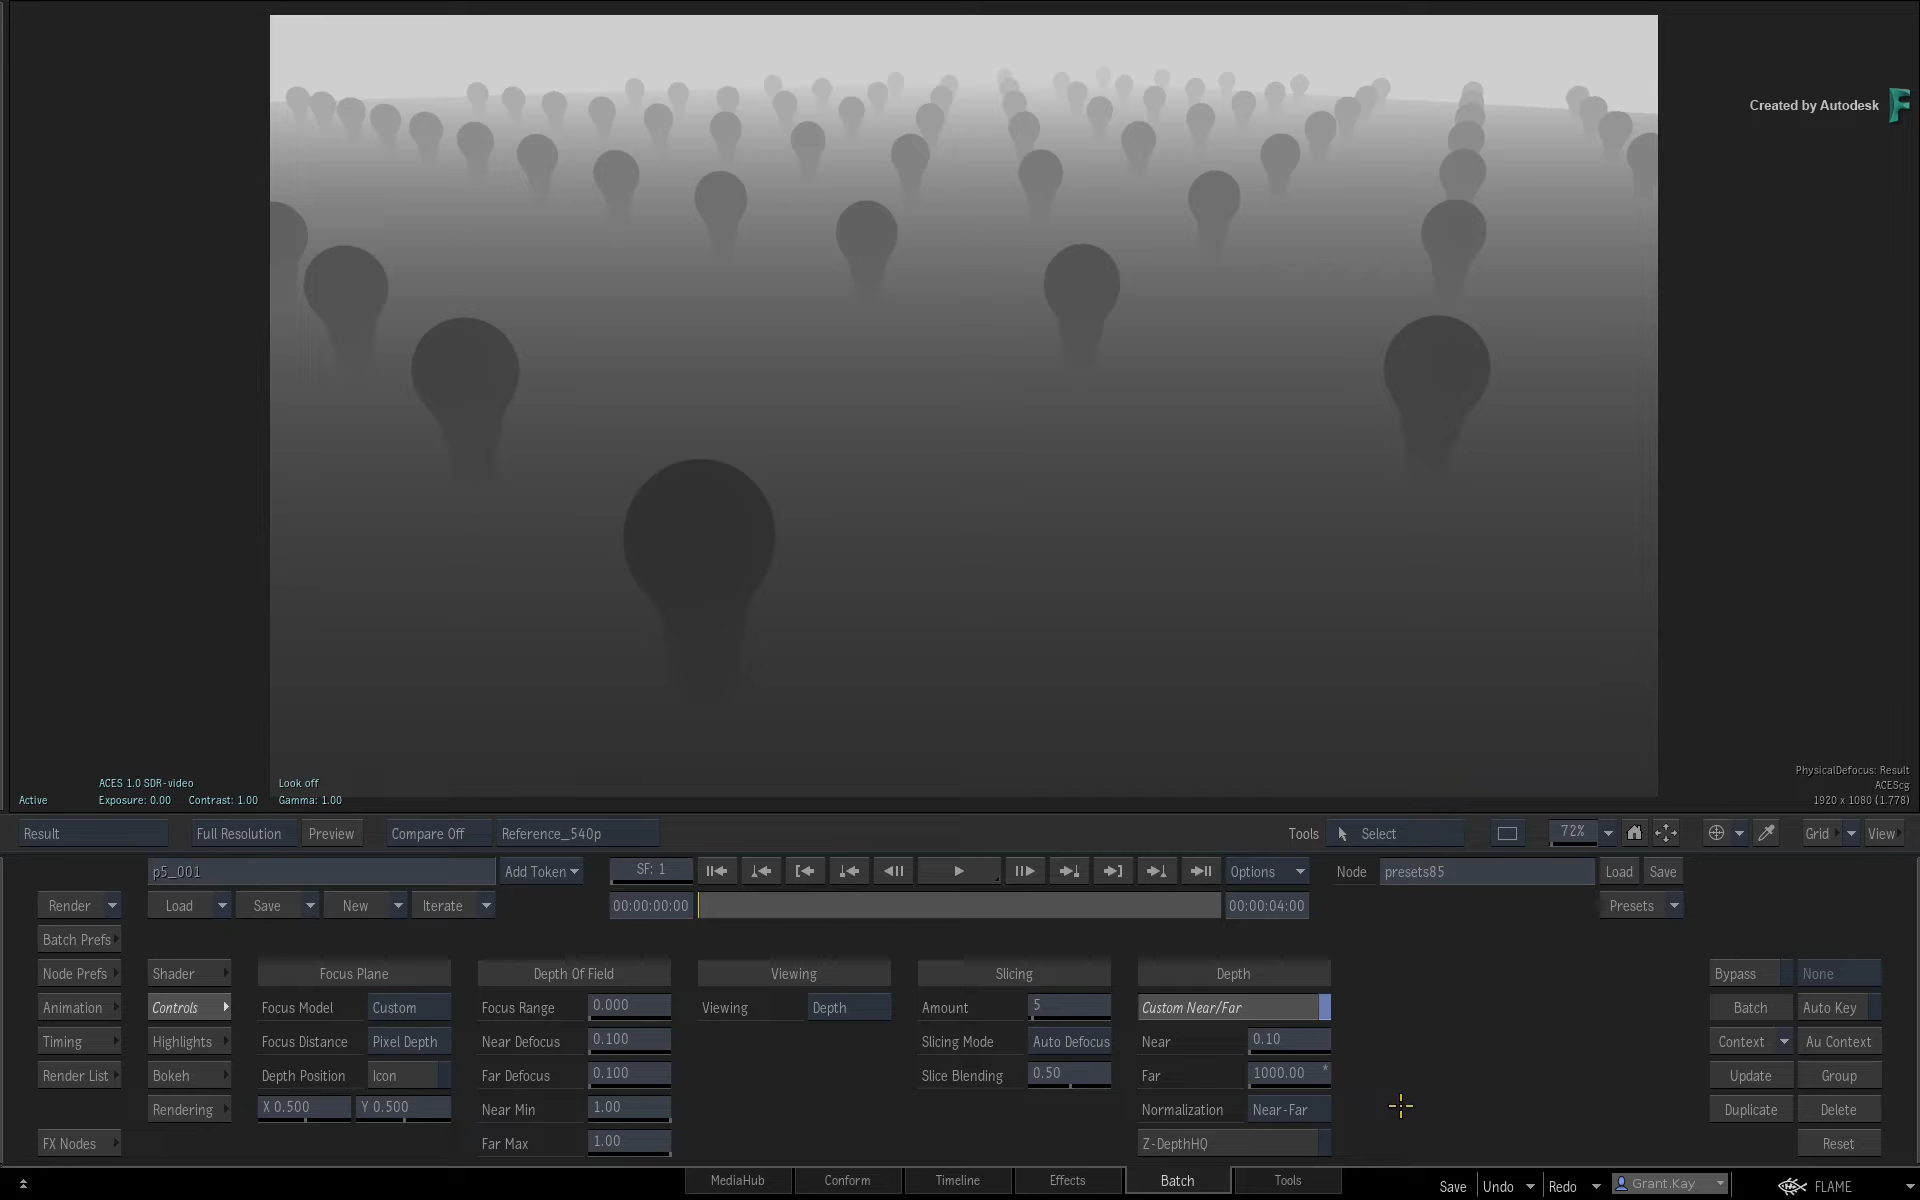 Created by Autodesk
ACES 1.0 SDR-video
Look off
Active
Exposure: 0.00
Contrast: 1.00
Gamma: 1.00
PhysicalDefocus: Result
ACEScg
1920 x 1080 (1.778)
Result
Full Resolution
Preview
Compare Off
Reference_540p
Tools
Select
72%
Grid
View
p5_001
Add Token
SF: 1
Options
Node
presets85
Load
Save
Render
Load
Save
New
Iterate
00:00:00:00
00:00:04:00
Presets
Batch Prefs
Node Prefs
Shader
Focus Plane
Depth Of Field
Viewing
Slicing
Depth
Bypass
None
Animation
Controls
Focus Model
Custom
Focus Range
0.000
Viewing
Depth
Amount
5
Custom Near/Far
Batch
Auto Key
Timing
Highlights
Focus Distance
Pixel Depth
Near Defocus
0.100
Slicing Mode
Auto Defocus
Near
0.10
Context
Au Context
Render List
Bokeh
Depth Position
Icon
Far Defocus
0.100
Slice Blending
0.50
Far
1000.00 *
Update
Group
Rendering
X 0.500
Y 0.500
Near Min
1.00
Normalization
Near-Far
Duplicate
Delete
FX Nodes
Far Max
1.00
Z-DepthHQ
Reset
MediaHub
Conform
Timeline
Effects
Batch
Tools
Save
Undo
Redo
Grant.Kay
FLAME